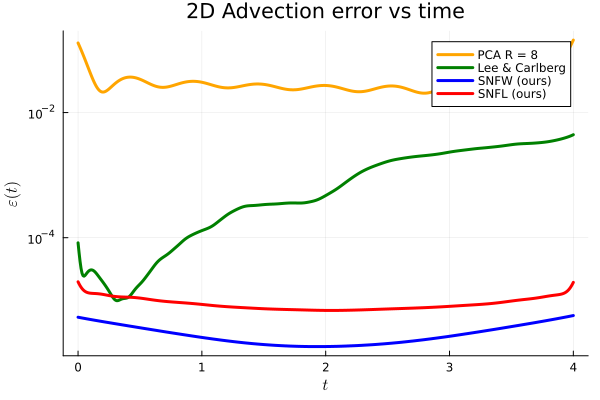 2D Advection error vs time
PCA R = 8
Lee & Carlberg
SNFW (ours)
SNFL (ours)
10⁻²
10⁻⁴
ε(t)
0 1 2 3 4
t